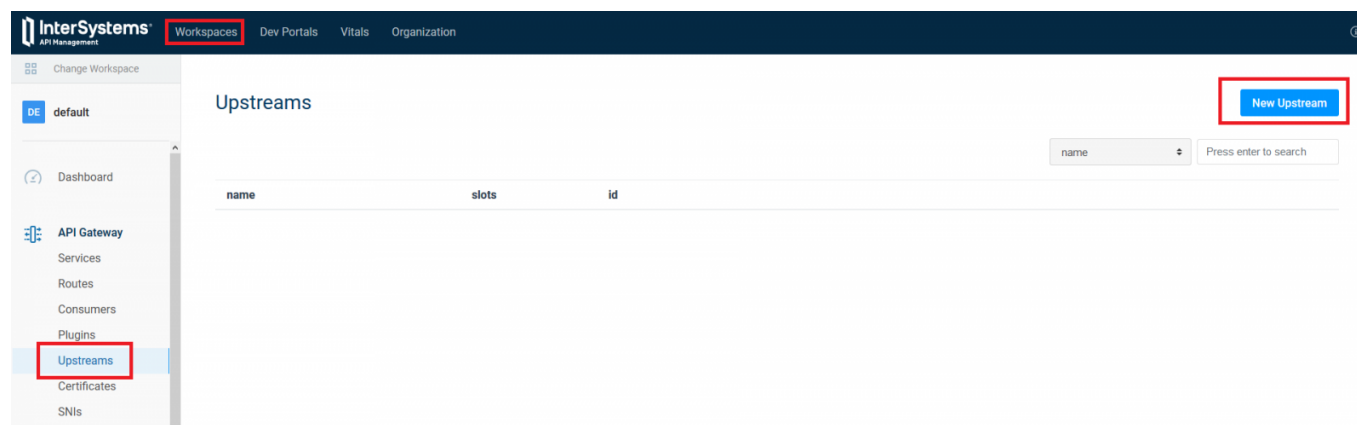 InterSystems®
API Management
Workspaces Dev Portals Vitals Organization
Change Workspace
DE default
Upstreams
New Upstream
name Press enter to search
Dashboard
name slots id
API Gateway
Services
Routes
Consumers
Plugins
Upstreams
Certificates
SNIs